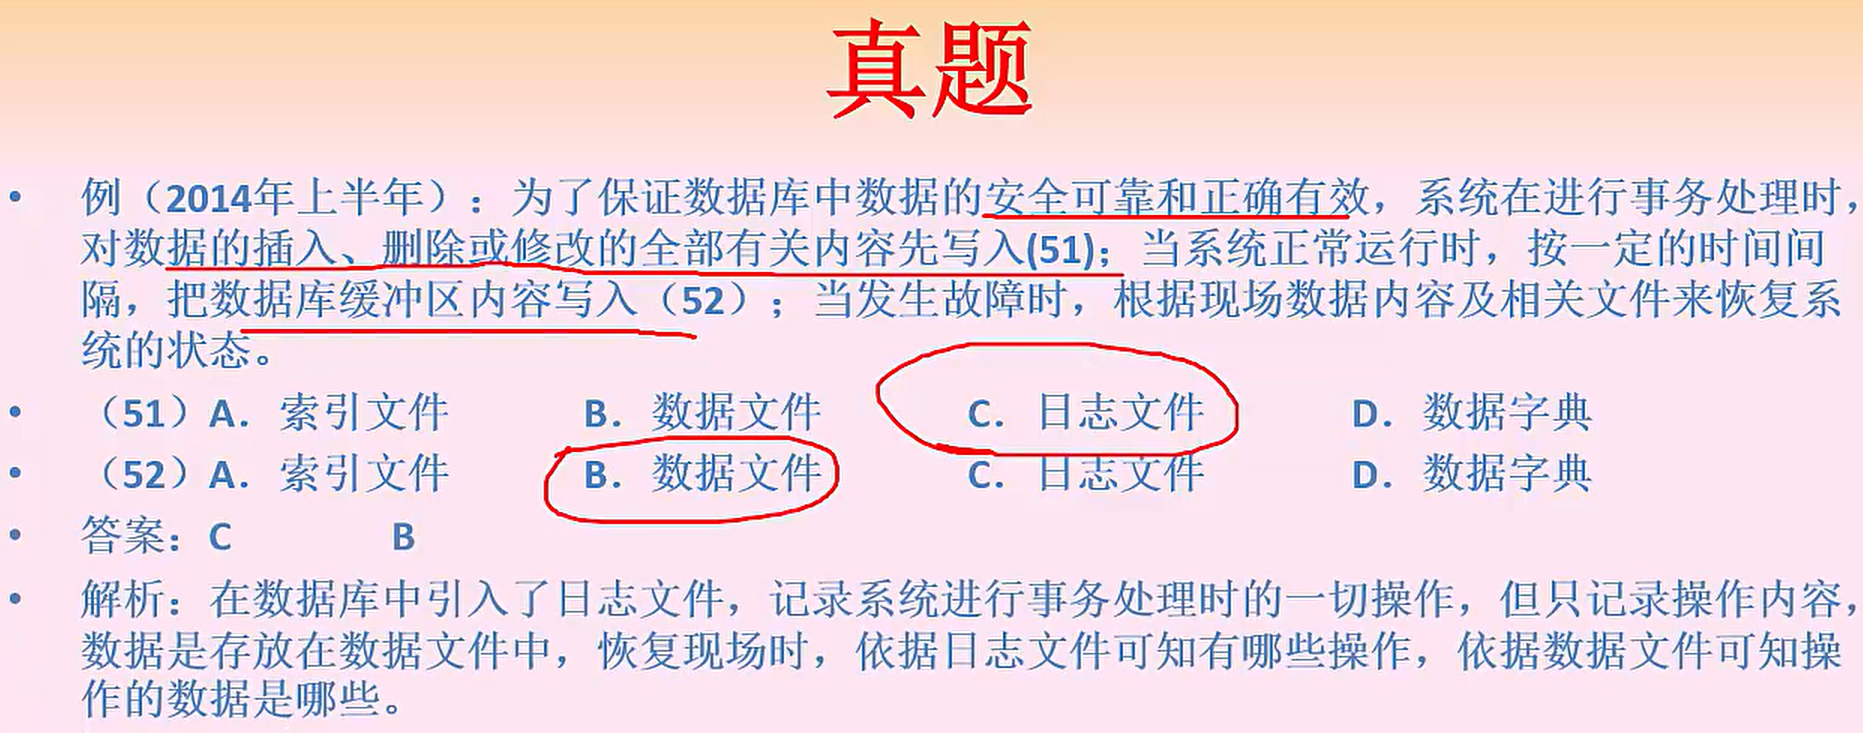 真题
• 例（2014年上半年）：为了保证数据库中数据的安全可靠和正确有效，系统在进行事务处理时，
对数据的插入、删除或修改的全部有关内容先写入(51)；当系统正常运行时，按一定的时间间
隔，把数据库缓冲区内容写入（52）；当发生故障时，根据现场数据内容及相关文件来恢复系
统的状态。
• （51）A．索引文件 B．数据文件 C．日志文件 D．数据字典
• （52）A．索引文件 B．数据文件 C．日志文件 D．数据字典
• 答案：C B
• 解析：在数据库中引入了日志文件，记录系统进行事务处理时的一切操作，但只记录操作内容，
数据是存放在数据文件中，恢复现场时，依据日志文件可知有哪些操作，依据数据文件可知操
作的数据是哪些。